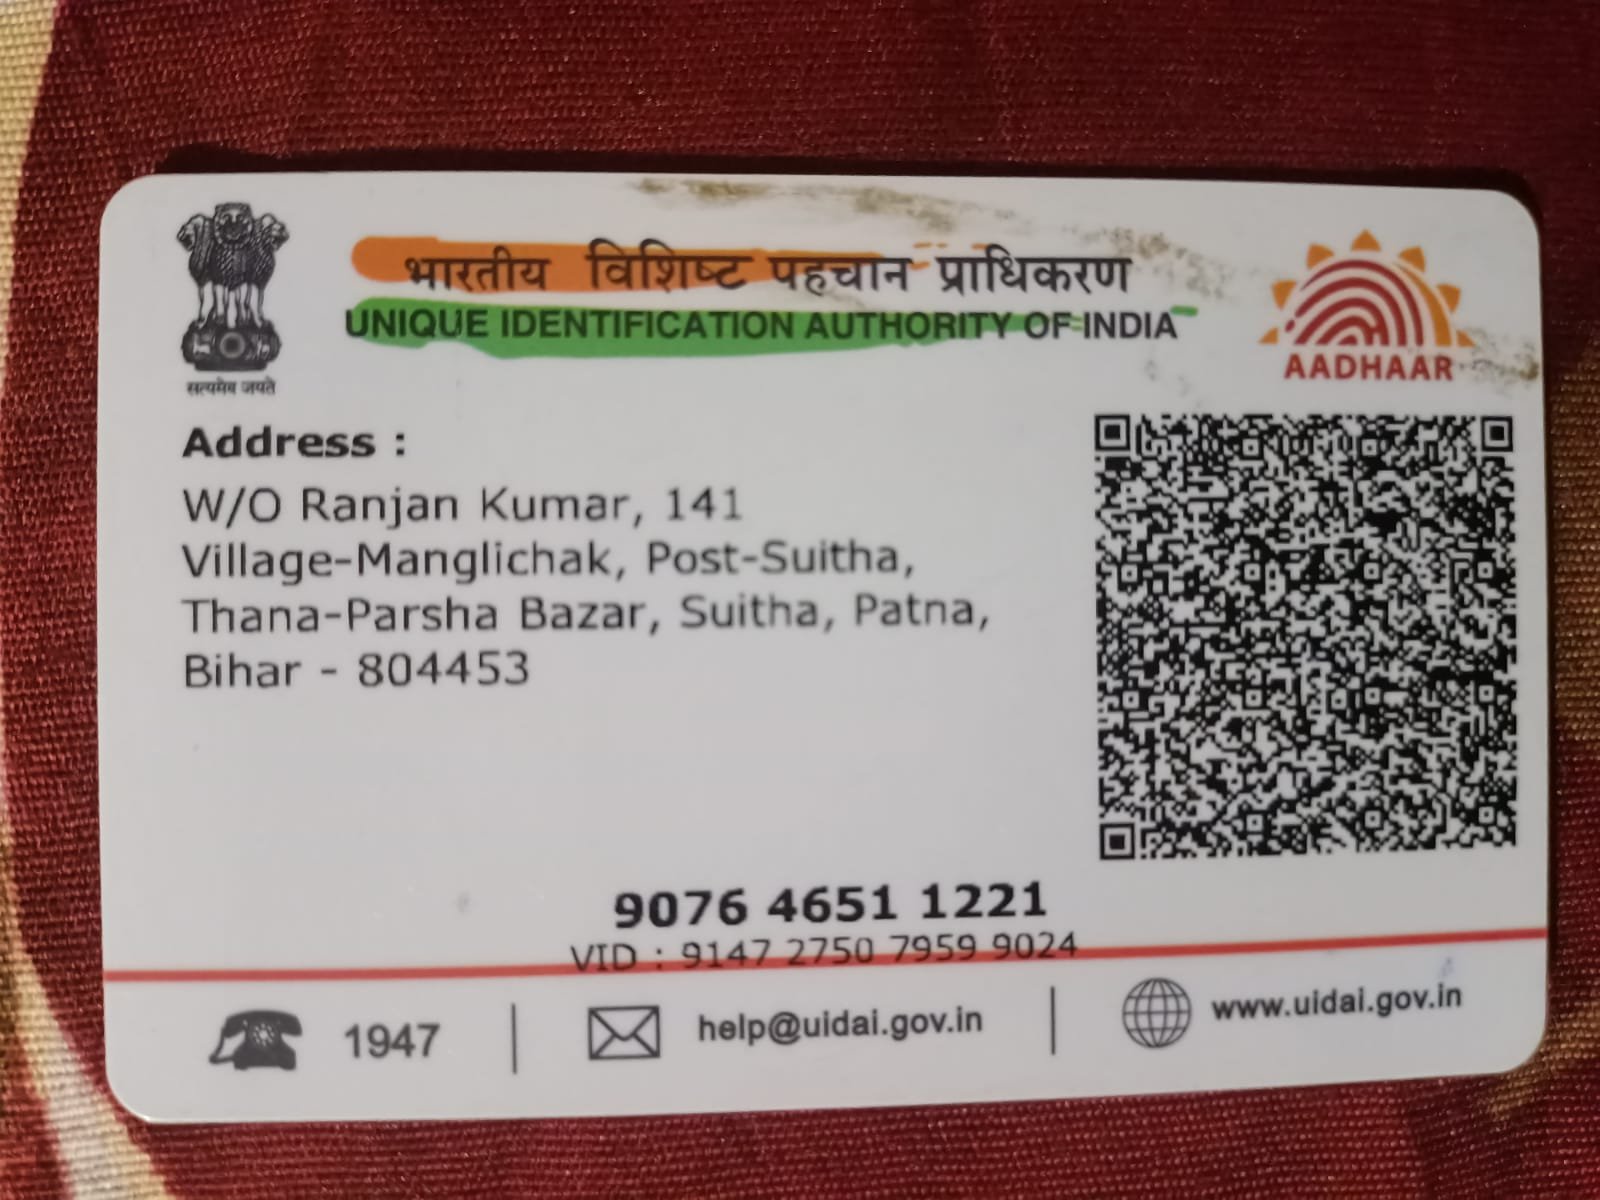 भारतीय विशिष्ट पहचान प्राधिकरण
UNIQUE IDENTIFICATION AUTHORITY OF INDIA
सत्यमेव जयते
AADHAAR
Address :
W/O Ranjan Kumar, 141
Village-Manglichak, Post-Suitha,
Thana-Parsha Bazar, Suitha, Patna,
Bihar - 804453
9076 4651 1221
VID : 9147 2750 7959 9024
1947
help@uidai.gov.in
www.uidai.gov.in